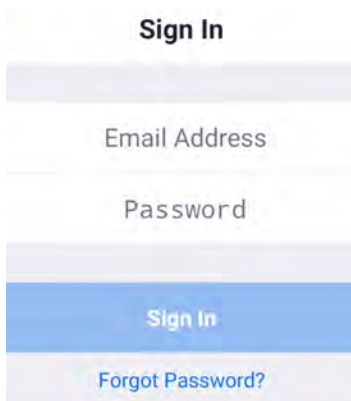 Sign In
Email Address
Password
Sign In
Forgot Password?